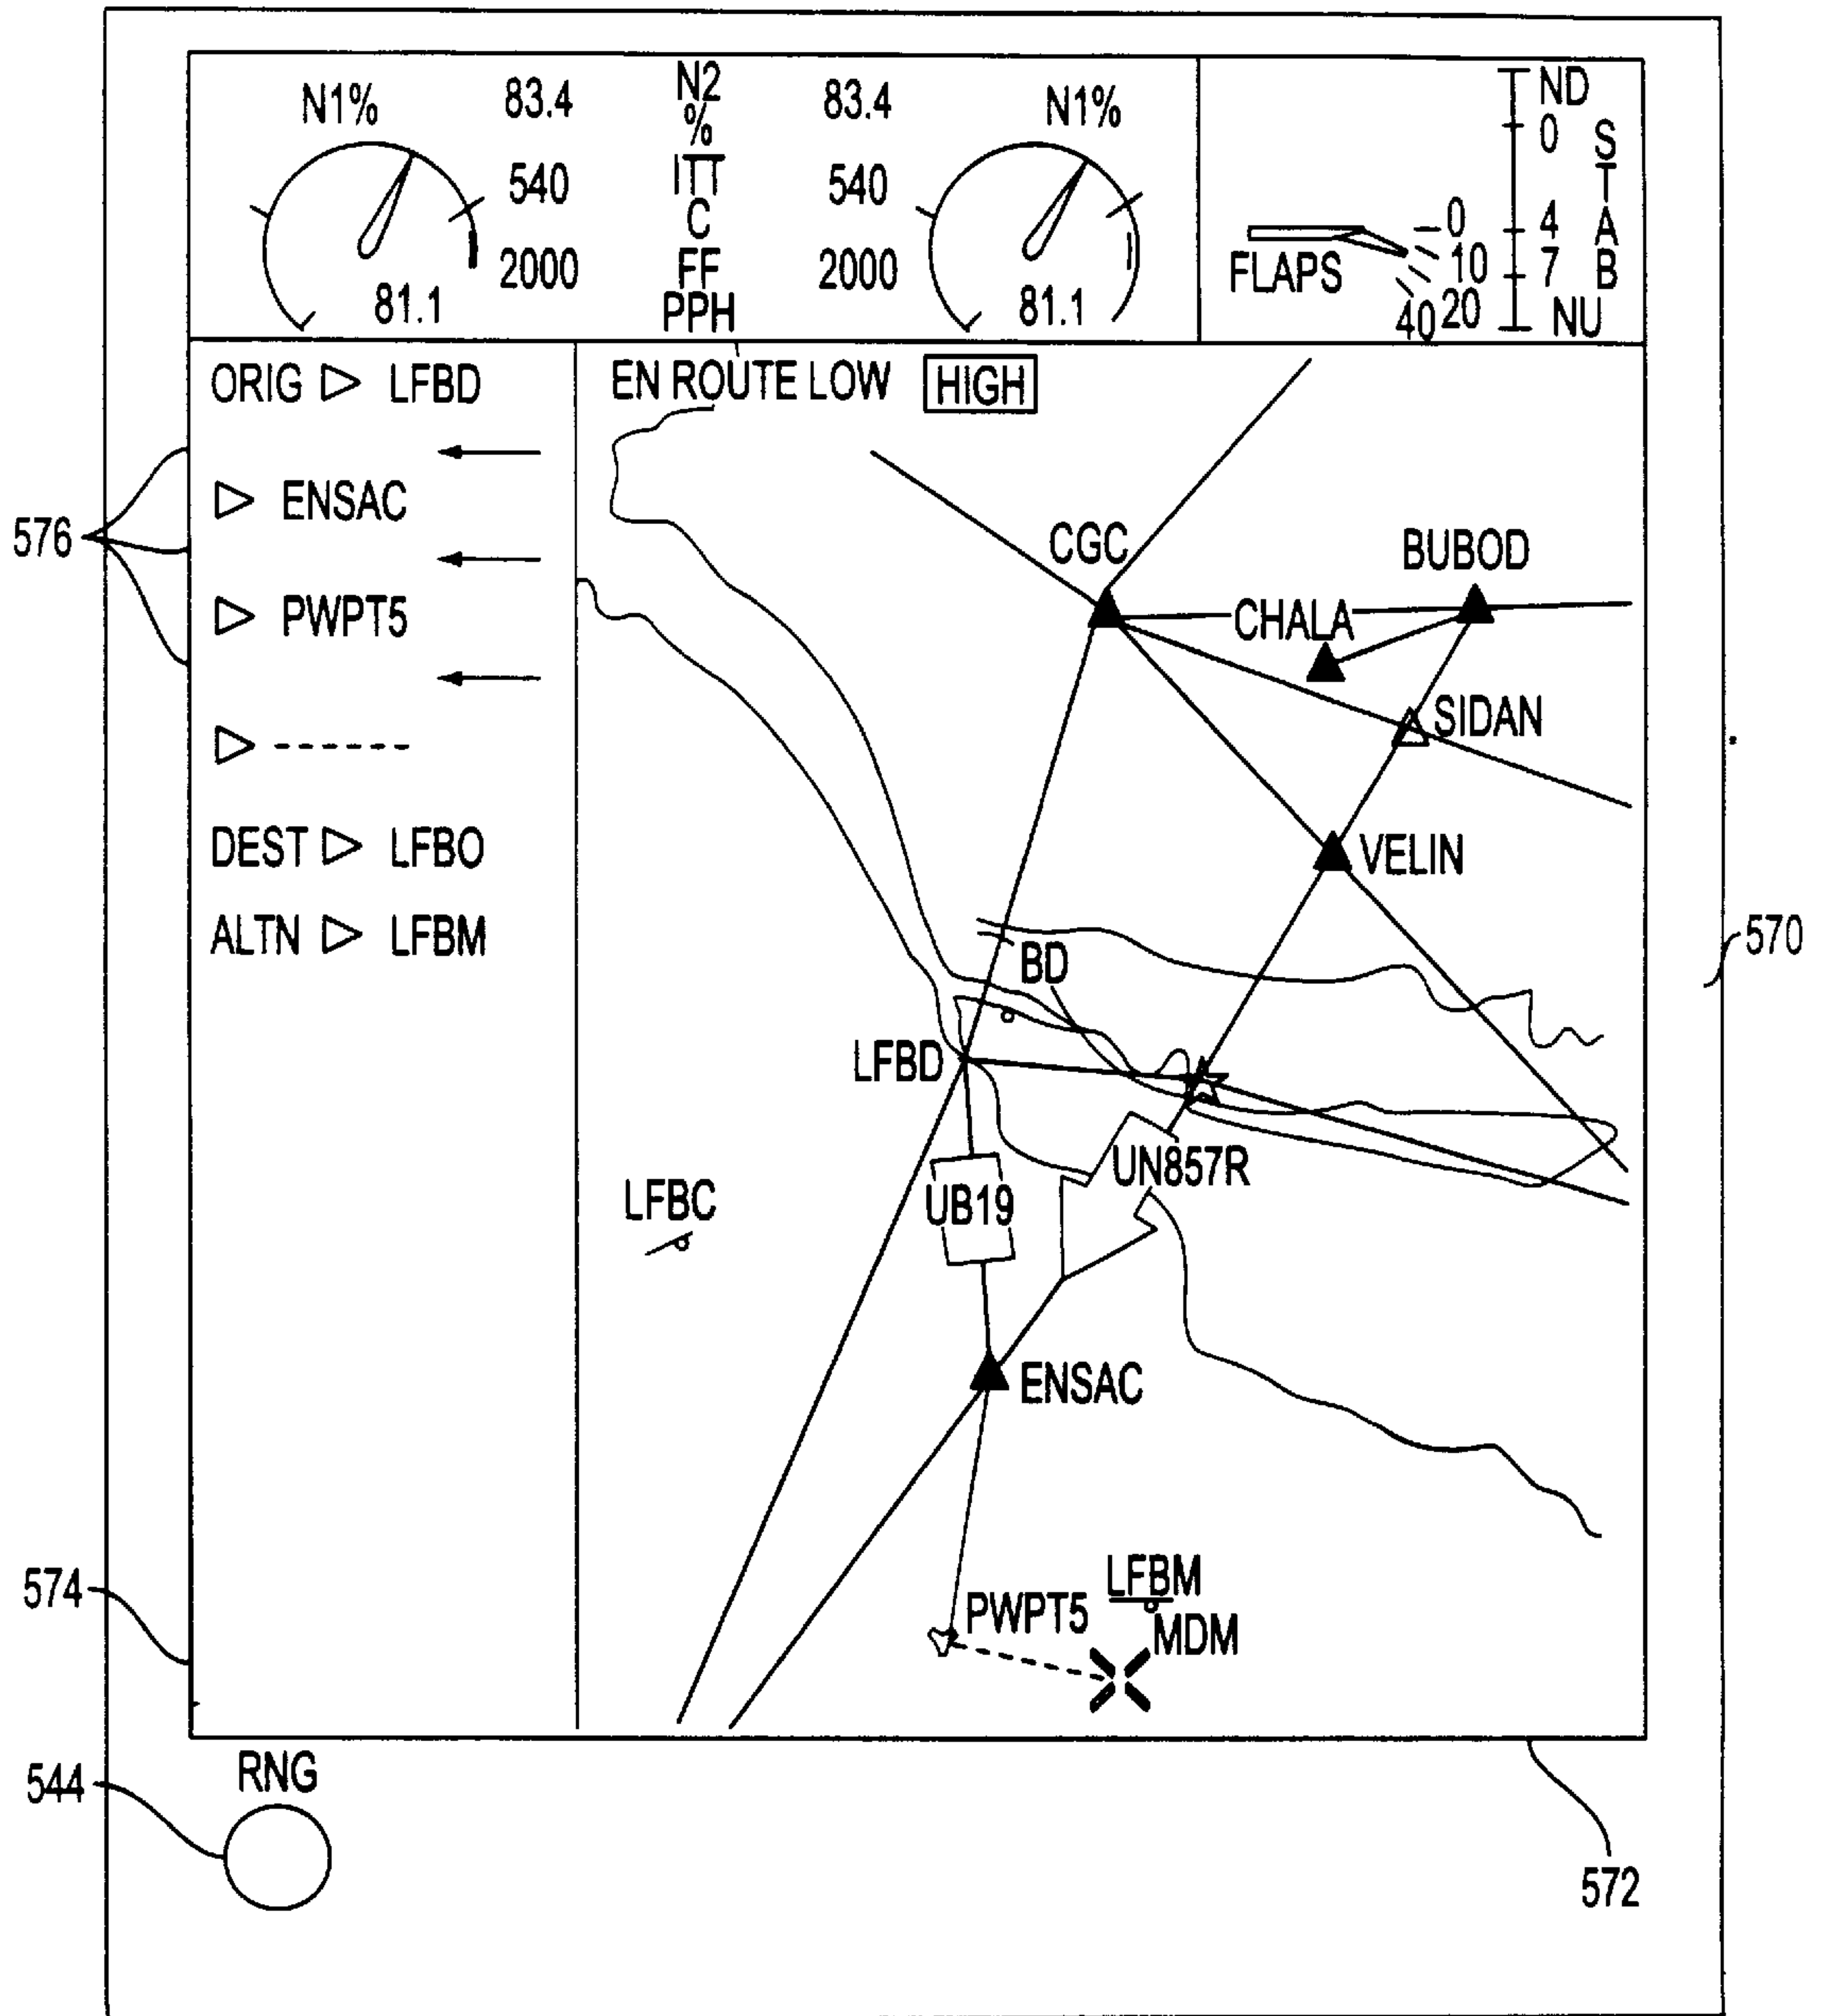 N1% 83.4 N2 % 83.4 N1%
540 ITT C 540
2000 FF PPH 2000
81.1 81.1
ND
0
4
7
NU
STAB
FLAPS
0
10
20
40
ORIG LFBD
ENSAC
PWPT5
------
DEST LFBO
ALTN LFBM
EN ROUTE LOW HIGH
CGC
BUBOD
CHALA
SIDAN
VELIN
BD
LFBD
UN857R
LFBC
UB19
ENSAC
LFBM
PWPT5
MDM
576
570
574
RNG
544
572